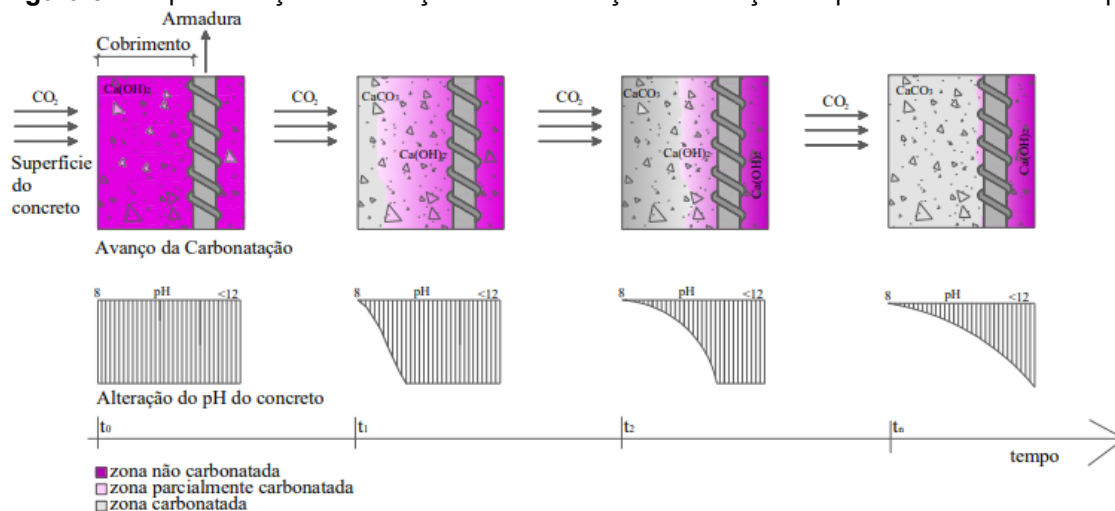 Armadura
Cobrimento
Ca(OH)₂
CO₂
Superfície
do
concreto
CO₂
CaCO₃
Ca(OH)₂
CO₂
CaCO₃
Ca(OH)₂
Ca(OH)₂
CO₂
CaCO₃
Ca(OH)₂
Avanço da Carbonatação
8 pH <12
8 pH <12
8 pH <12
8 pH <12
Alteração do pH do concreto
t₀ t₁ t₂ tₙ
tempo
zona não carbonatada
zona parcialmente carbonatada
zona carbonatada